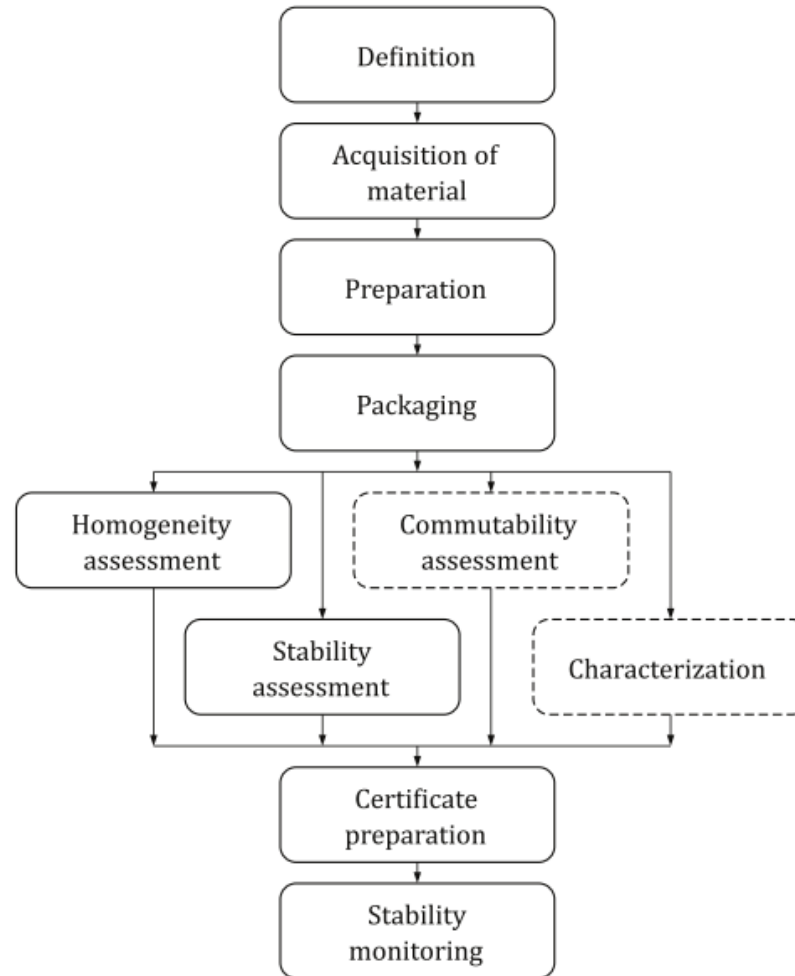 Definition
Acquisition of
material
Preparation
Packaging
Homogeneity
assessment
Commutability
assessment
Stability
assessment
Characterization
Certificate
preparation
Stability
monitoring